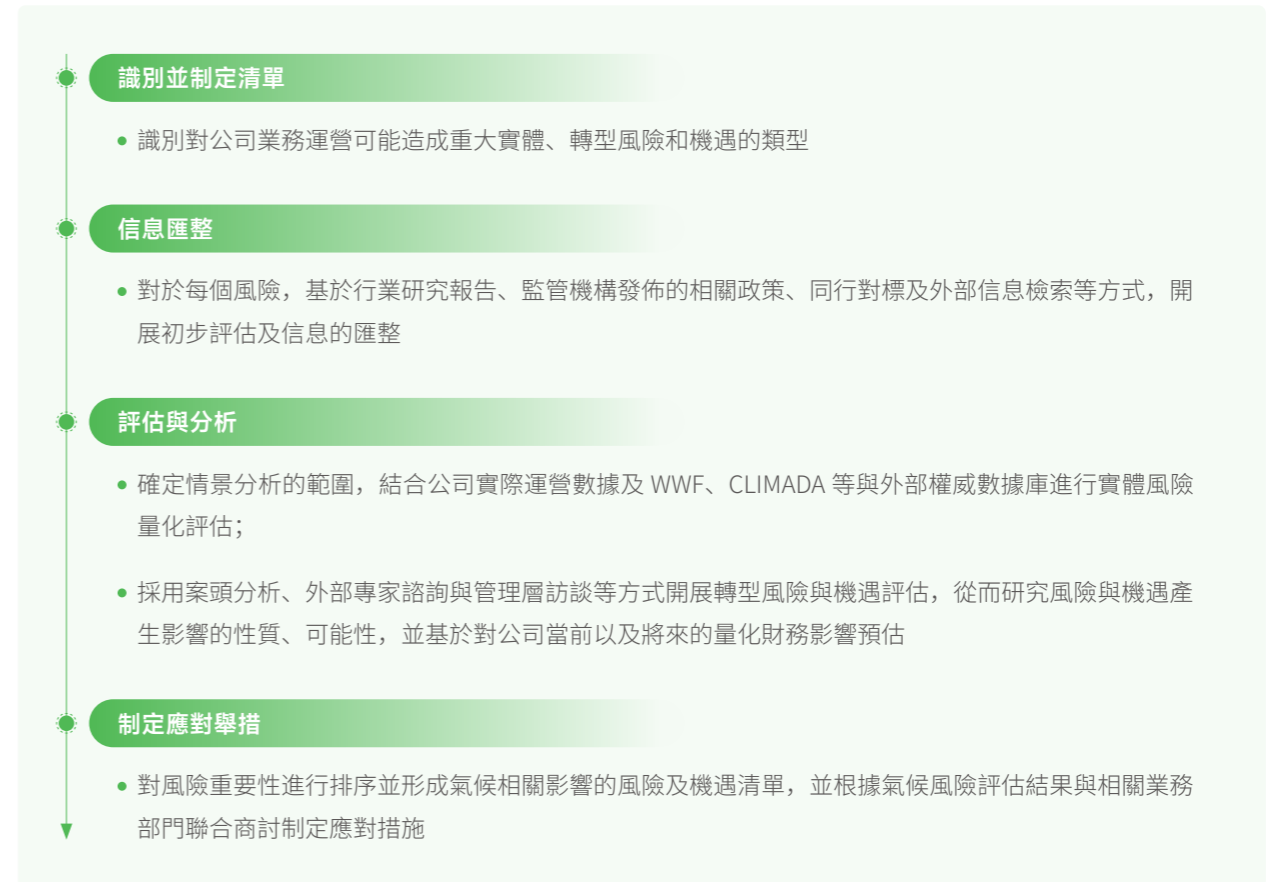 識別並制定清單
• 識別對公司業務運營可能造成重大實體、轉型風險和機遇的類型
信息匯整
• 對於每個風險，基於行業研究報告、監管機構發佈的相關政策、同行對標及外部信息檢索等方式，開
展初步評估及信息的匯整
評估與分析
• 確定情景分析的範圍，結合公司實際運營數據及 WWF、CLIMADA 等與外部權威數據庫進行實體風險
量化評估；
• 採用案頭分析、外部專家諮詢與管理層訪談等方式開展轉型風險與機遇評估，從而研究風險與機遇產
生影響的性質、可能性，並基於對公司當前以及將來的量化財務影響預估
制定應對舉措
• 對風險重要性進行排序並形成氣候相關影響的風險及機遇清單，並根據氣候風險評估結果與相關業務
部門聯合商討制定應對措施